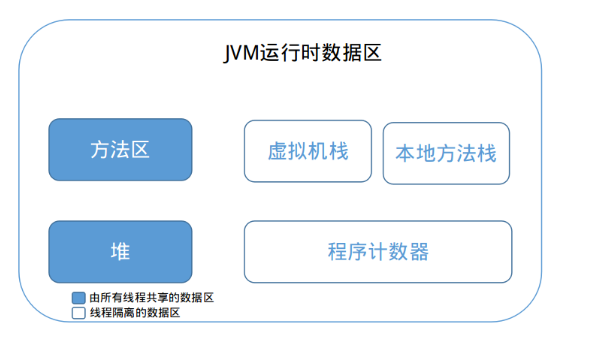 JVM运行时数据区
方法区
虚拟机栈
本地方法栈
堆
程序计数器
由所有线程共享的数据区
线程隔离的数据区